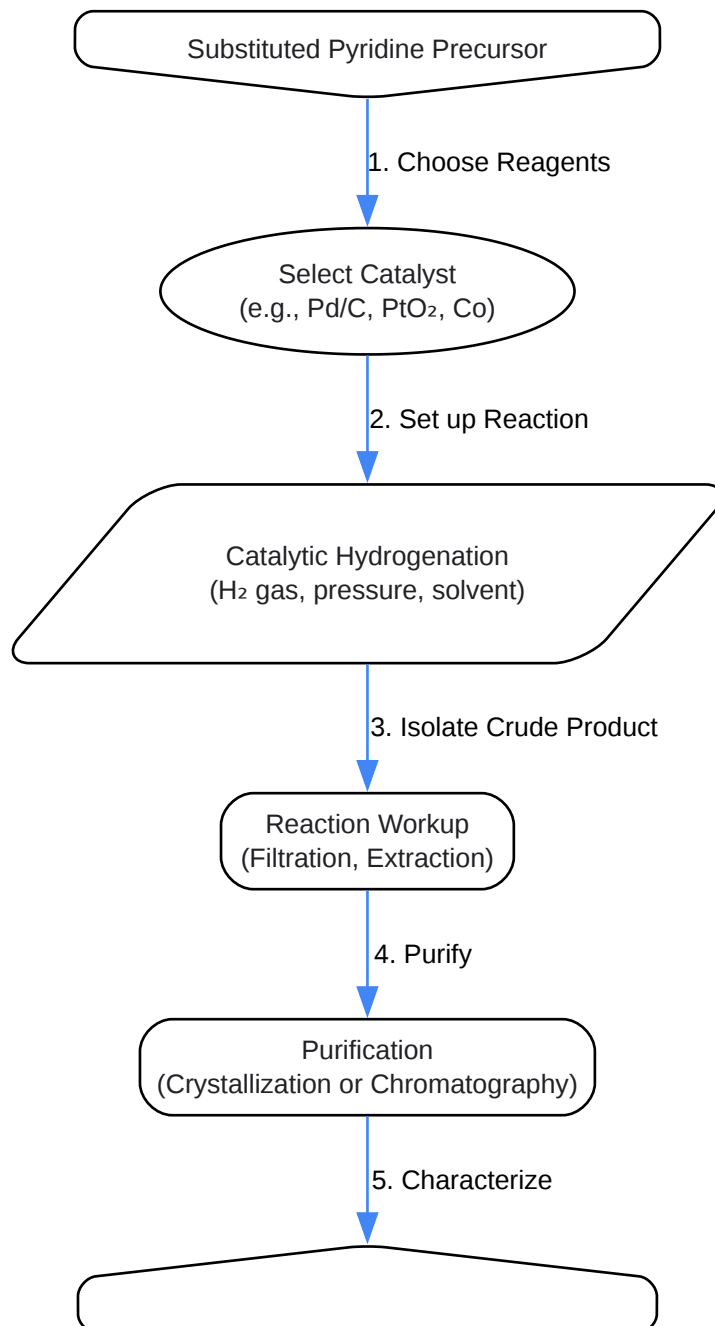 Substituted Pyridine Precursor
1. Choose Reagents
Select Catalyst
(e.g., Pd/C, PtO₂, Co)
2. Set up Reaction
Catalytic Hydrogenation
(H₂ gas, pressure, solvent)
3. Isolate Crude Product
Reaction Workup
(Filtration, Extraction)
4. Purify
Purification
(Crystallization or Chromatography)
5. Characterize